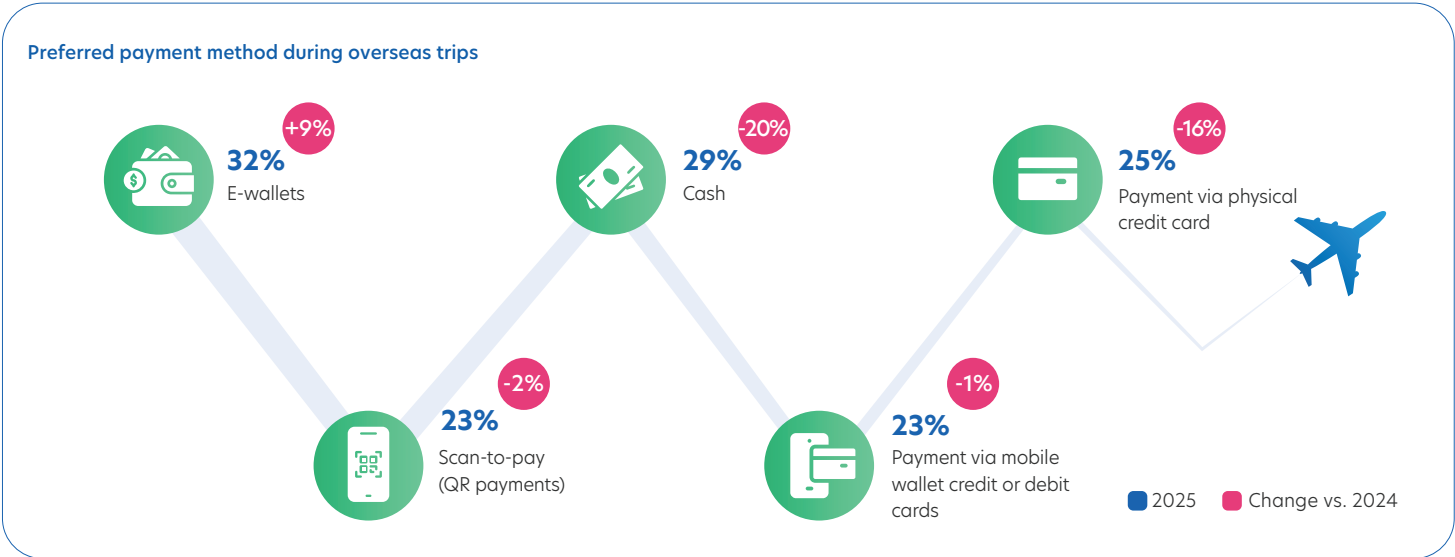 Preferred payment method during overseas trips
+9%
32%
E-wallets
$
-2%
23%
Scan-to-pay
(QR payments)
-20%
29%
Cash
-1%
23%
Payment via mobile
wallet credit or debit
cards
-16%
25%
Payment via physical
credit card
2025
Change vs. 2024